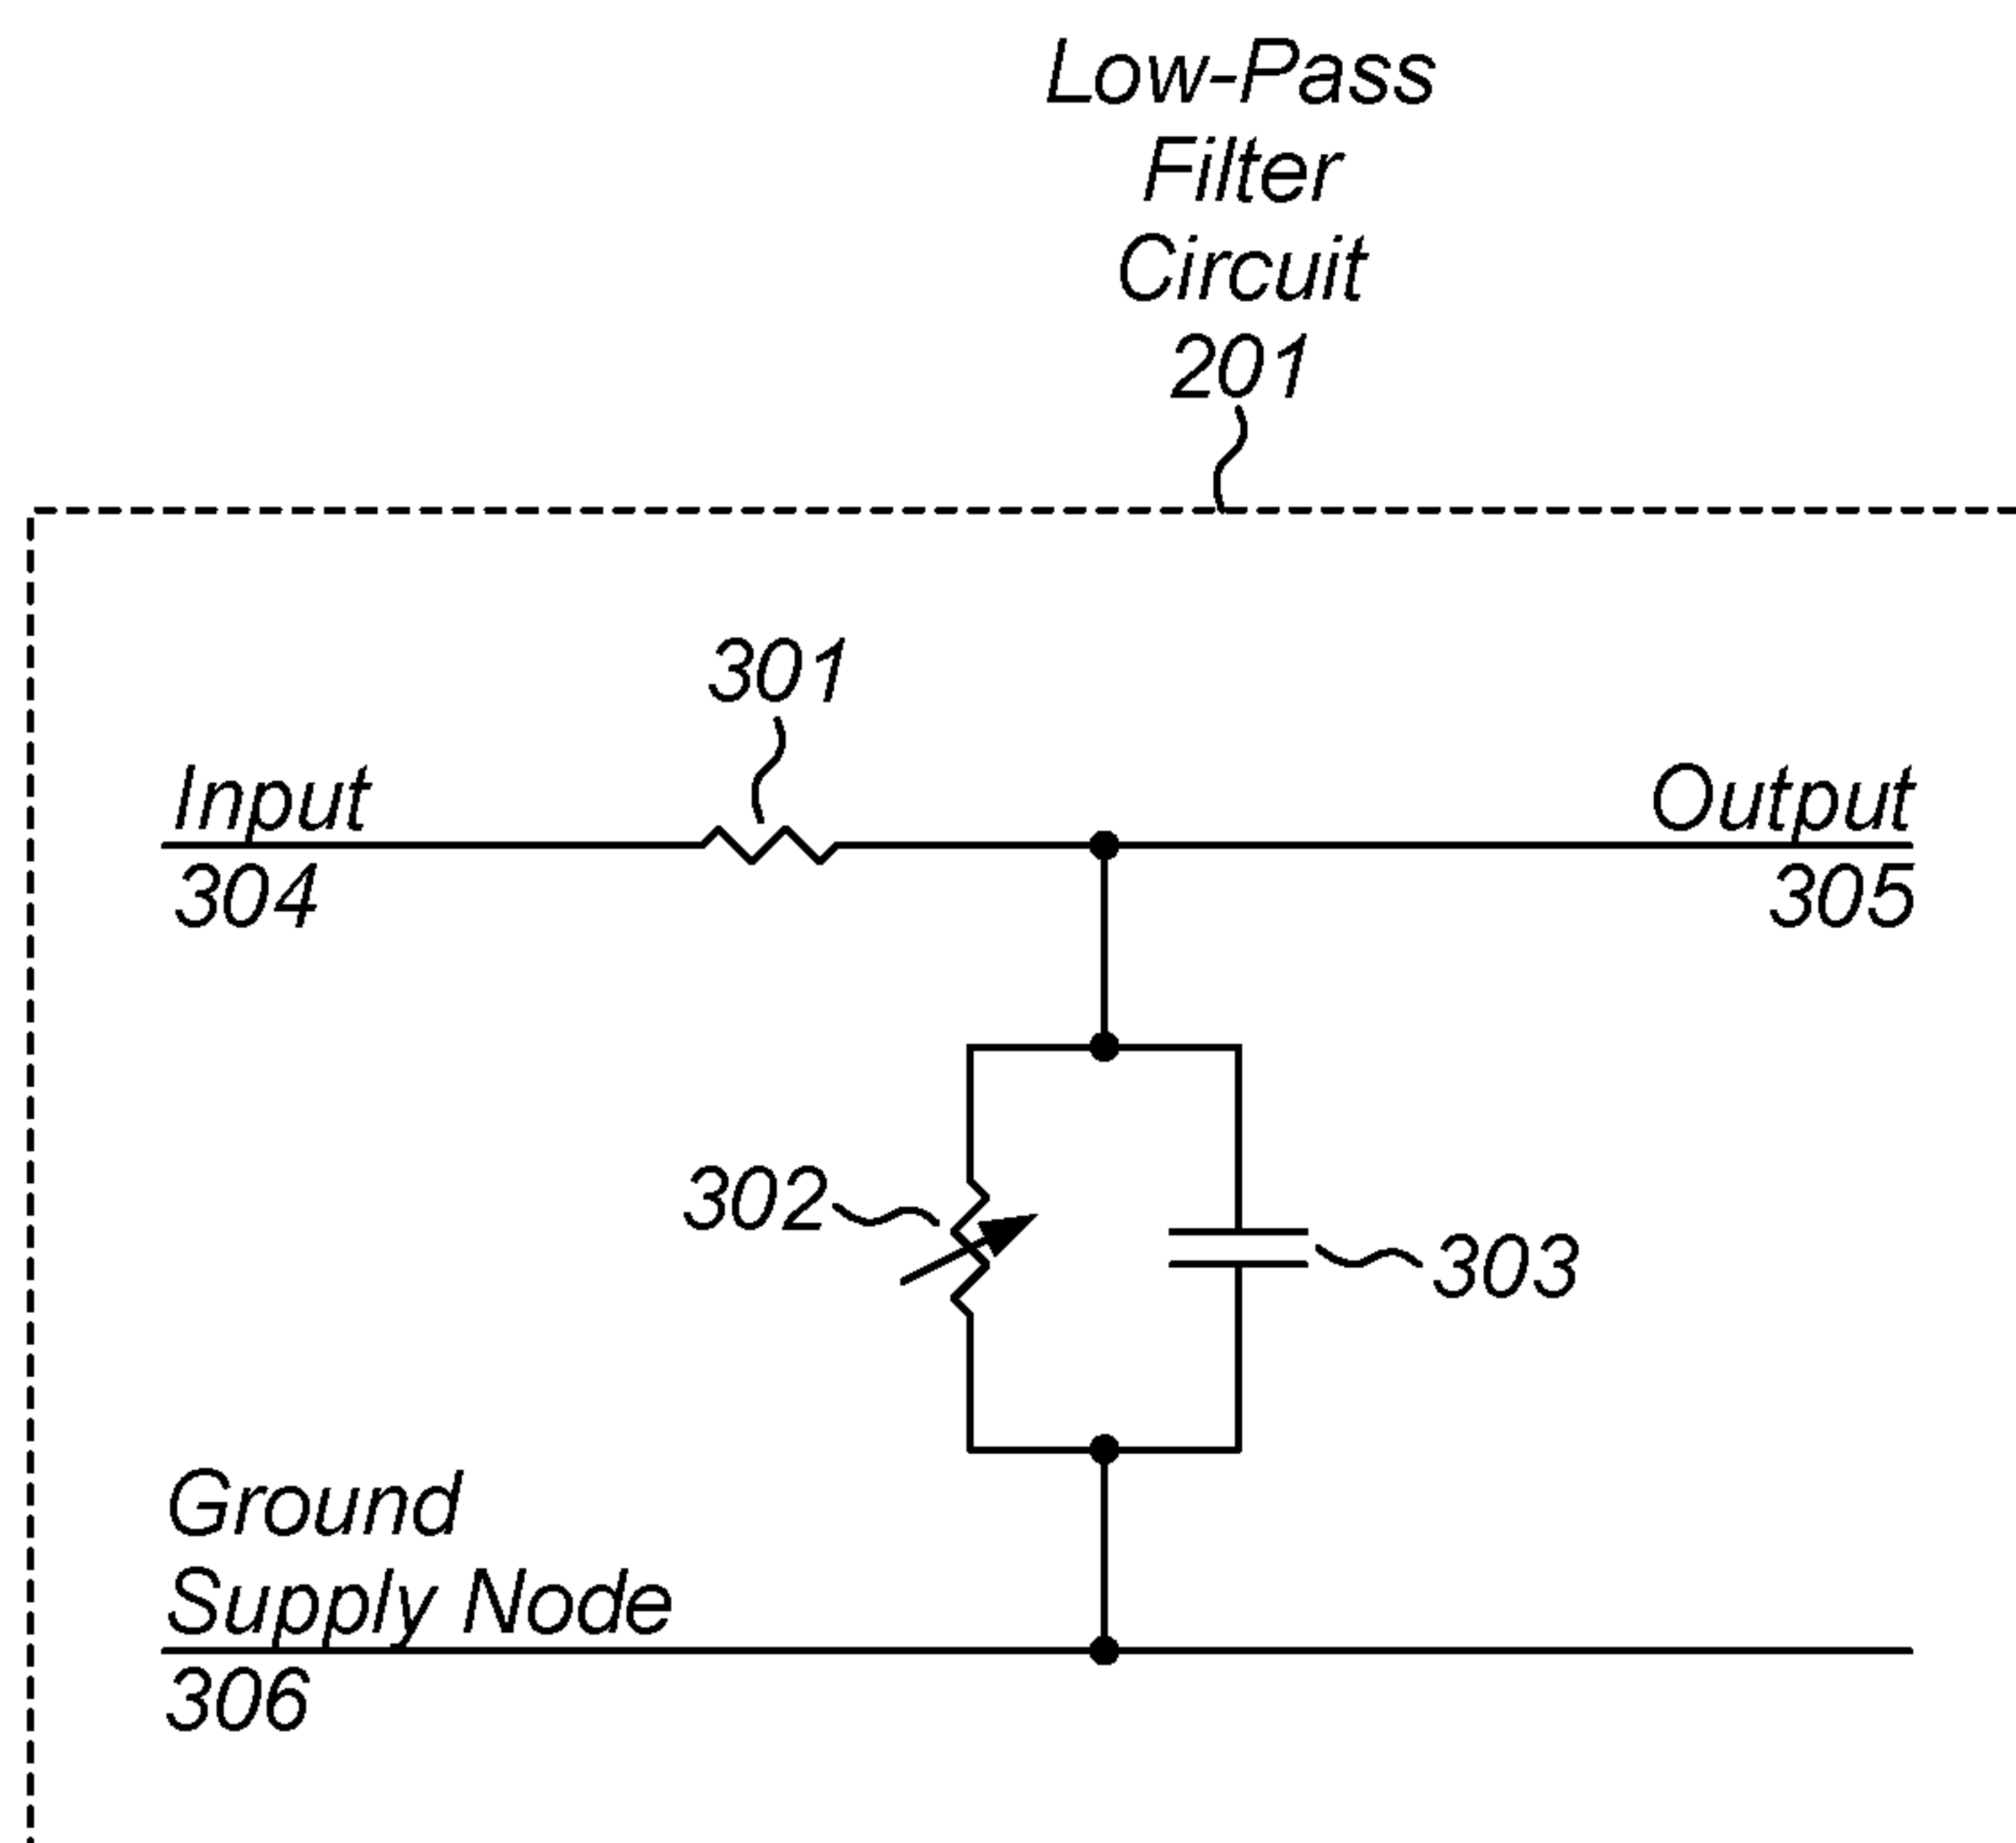 Low-Pass
Filter
Circuit
201
301
Input
304
Output
305
302
303
Ground
Supply Node
306